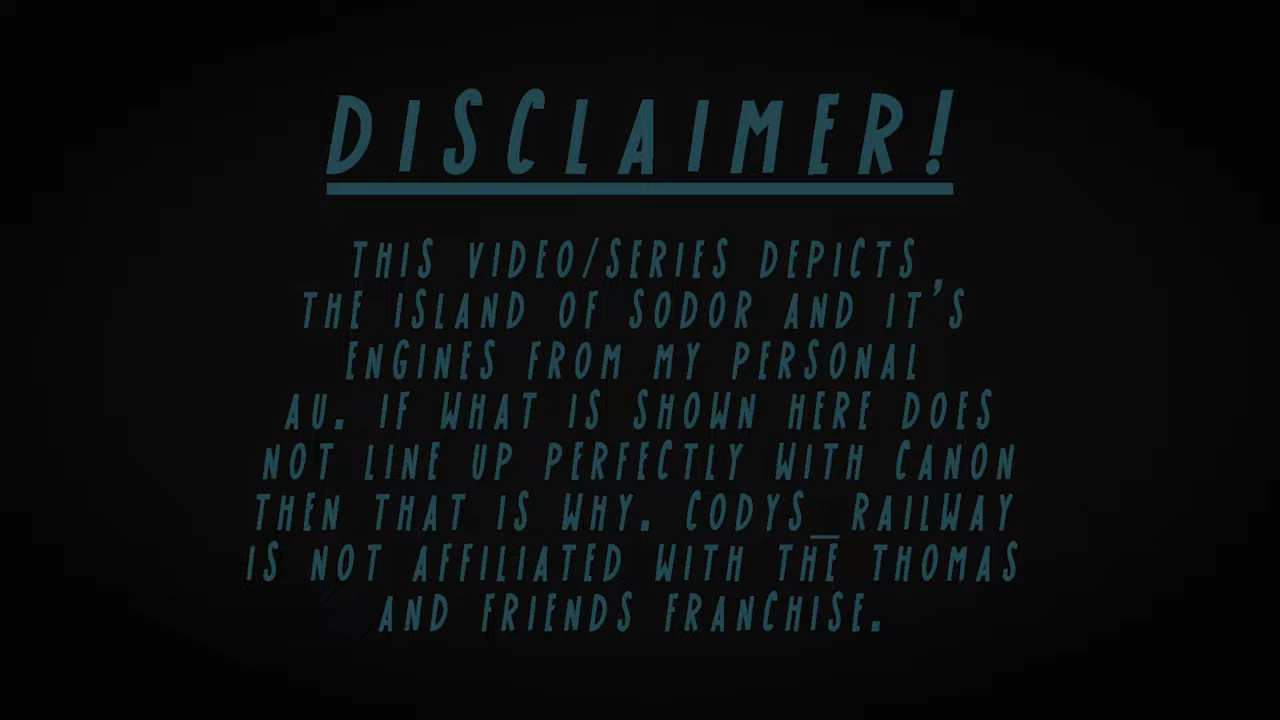 DISCLAIMER!
THIS VIDEO/SERIES DEPICTS
THE ISLAND OF SODOR AND IT'S
ENGINES FROM MY PERSONAL
AU. IF WHAT IS SHOWN HERE DOES
NOT LINE UP PERFECTLY WITH CANON
THEN THAT IS WHY. CODYS_RAILWAY
IS NOT AFFILIATED WITH THE THOMAS
AND FRIENDS FRANCHISE.